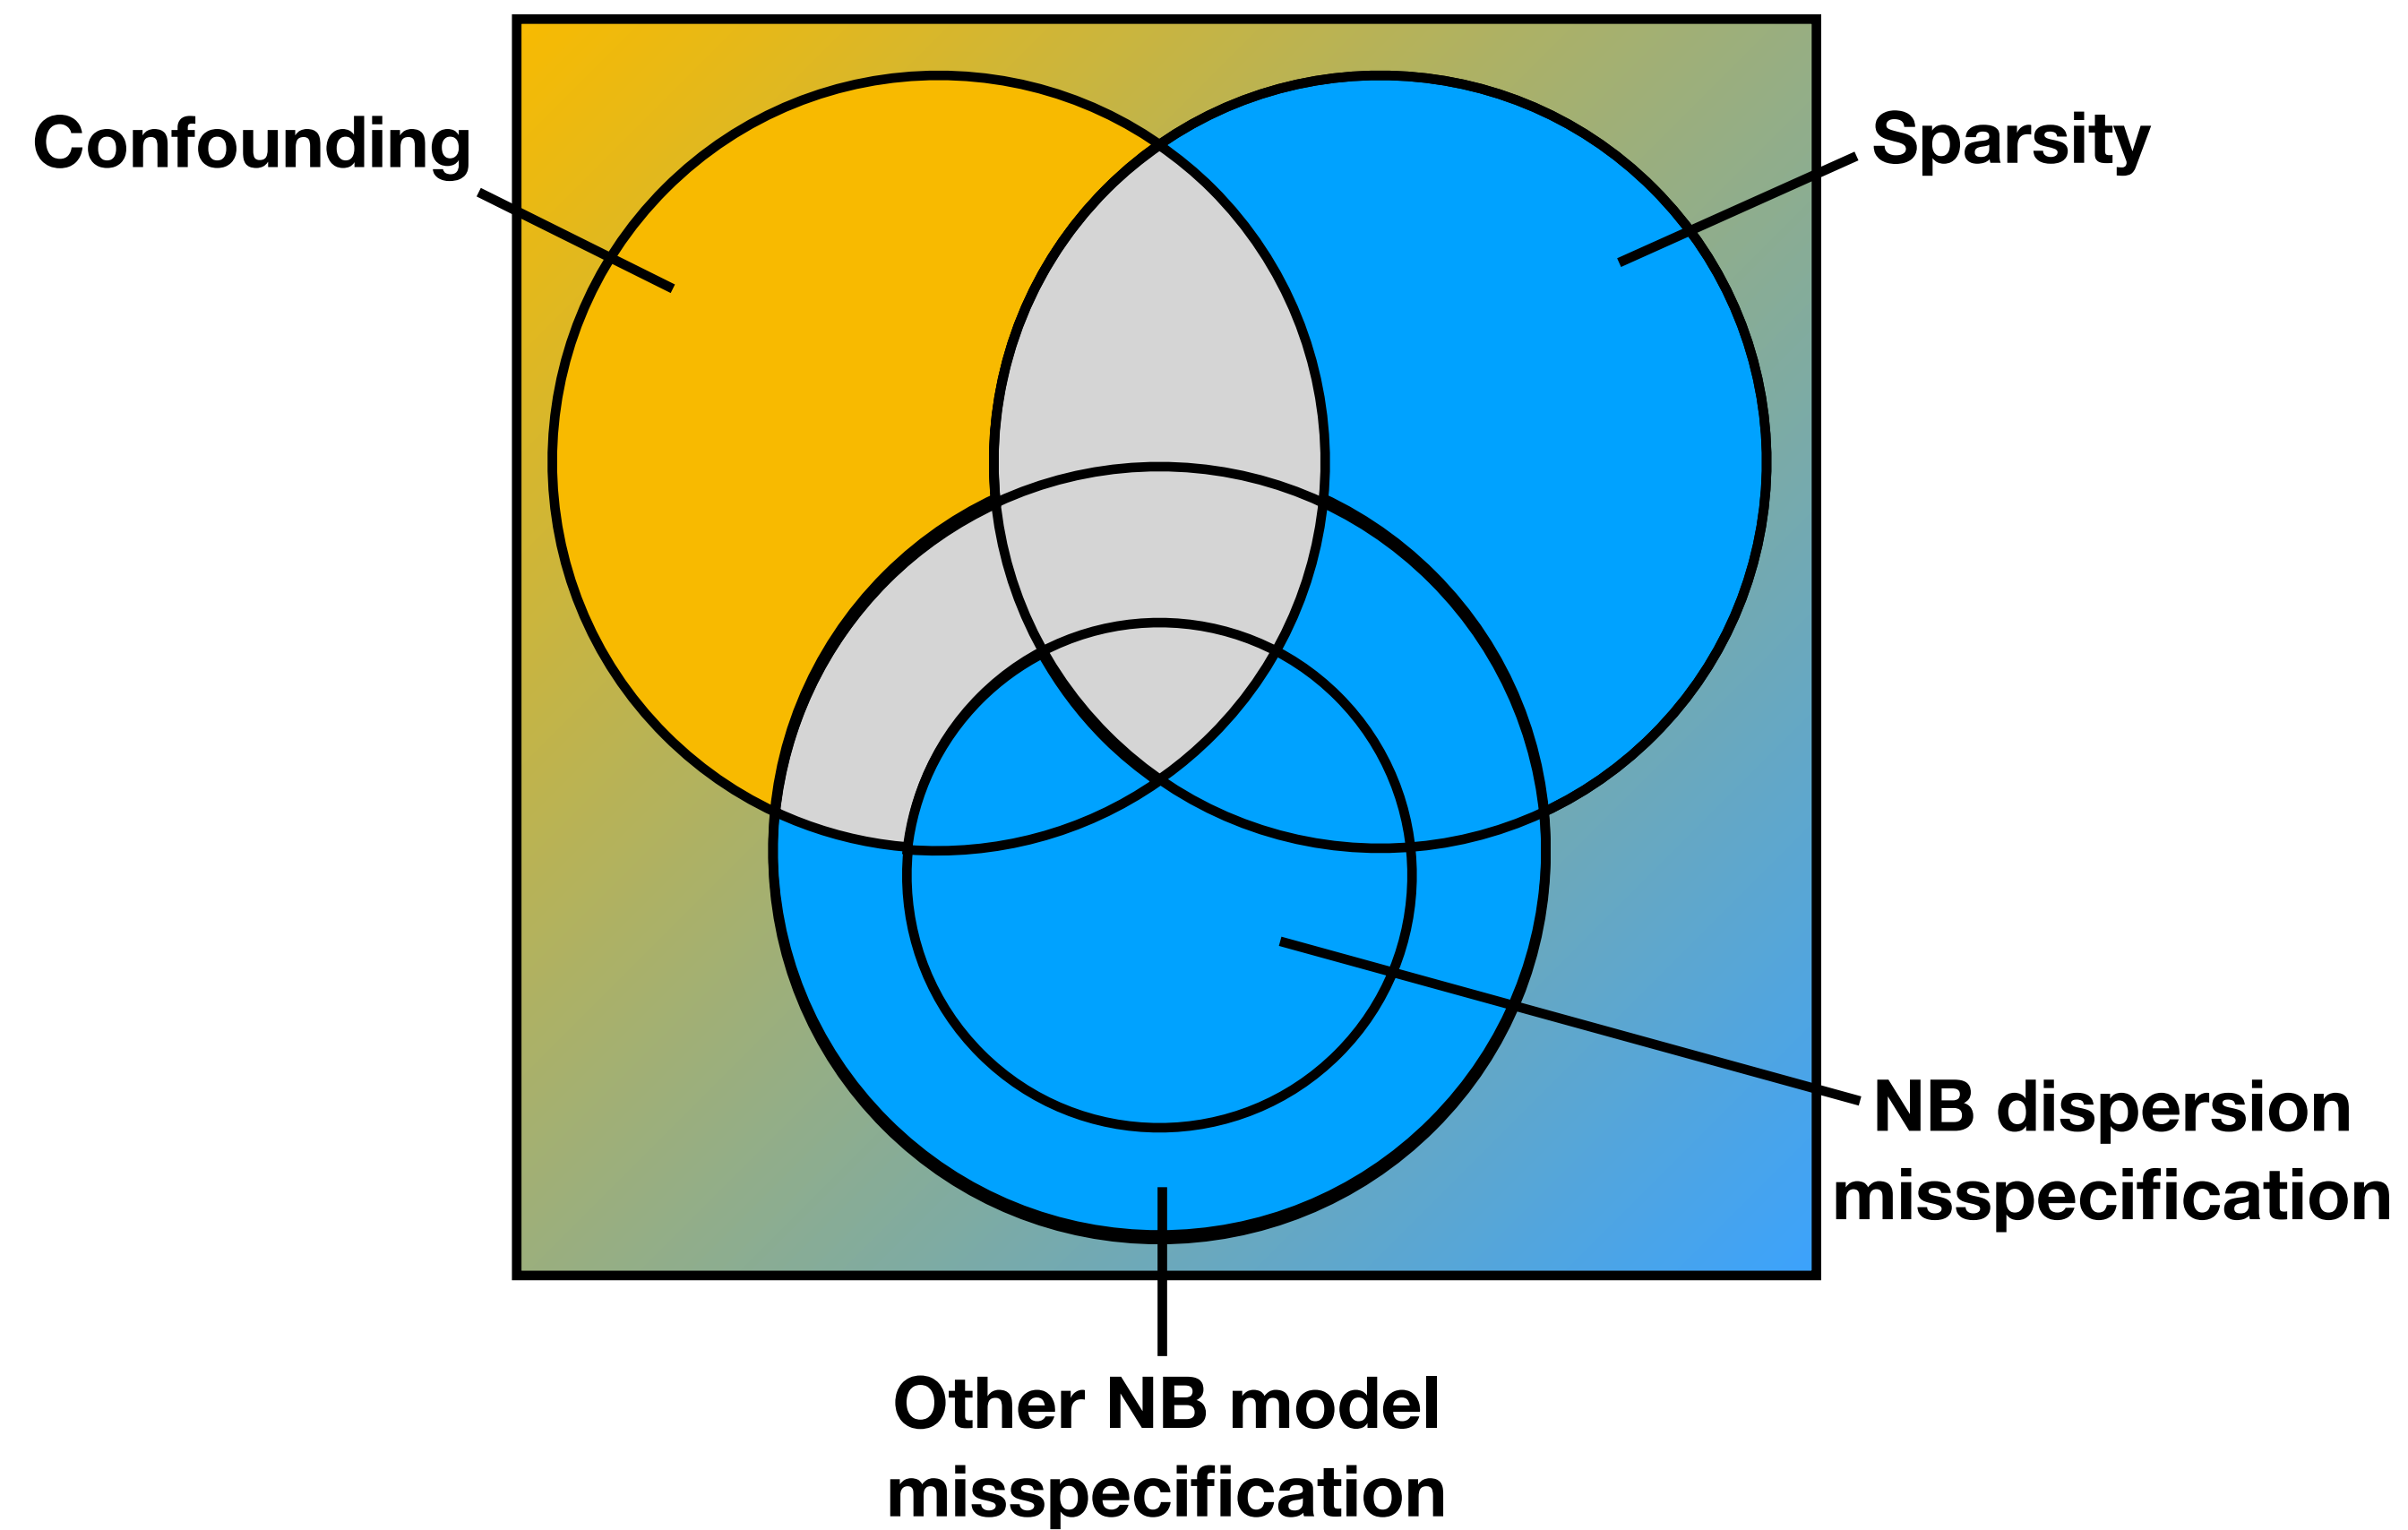 Confounding
Sparsity
NB dispersion
misspecification
Other NB model
misspecification